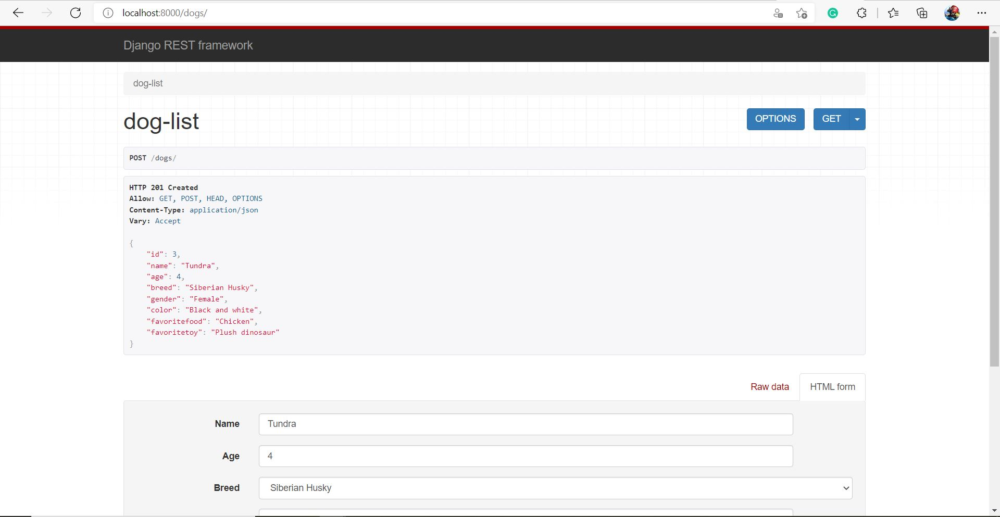 localhost:8000/dogs/
Django REST framework
dog-list
dog-list
OPTIONS
GET
POST /dogs/
HTTP 201 Created
Allow: GET, POST, HEAD, OPTIONS
Content-Type: application/json
Vary: Accept
{
    "id": 3,
    "name": "Tundra",
    "age": 4,
    "breed": "Siberian Husky",
    "gender": "Female",
    "color": "Black and white",
    "favoritefood": "Chicken",
    "favoritetoy": "Plush dinosaur"
}
Raw data
HTML form
Name
Tundra
Age
4
Breed
Siberian Husky